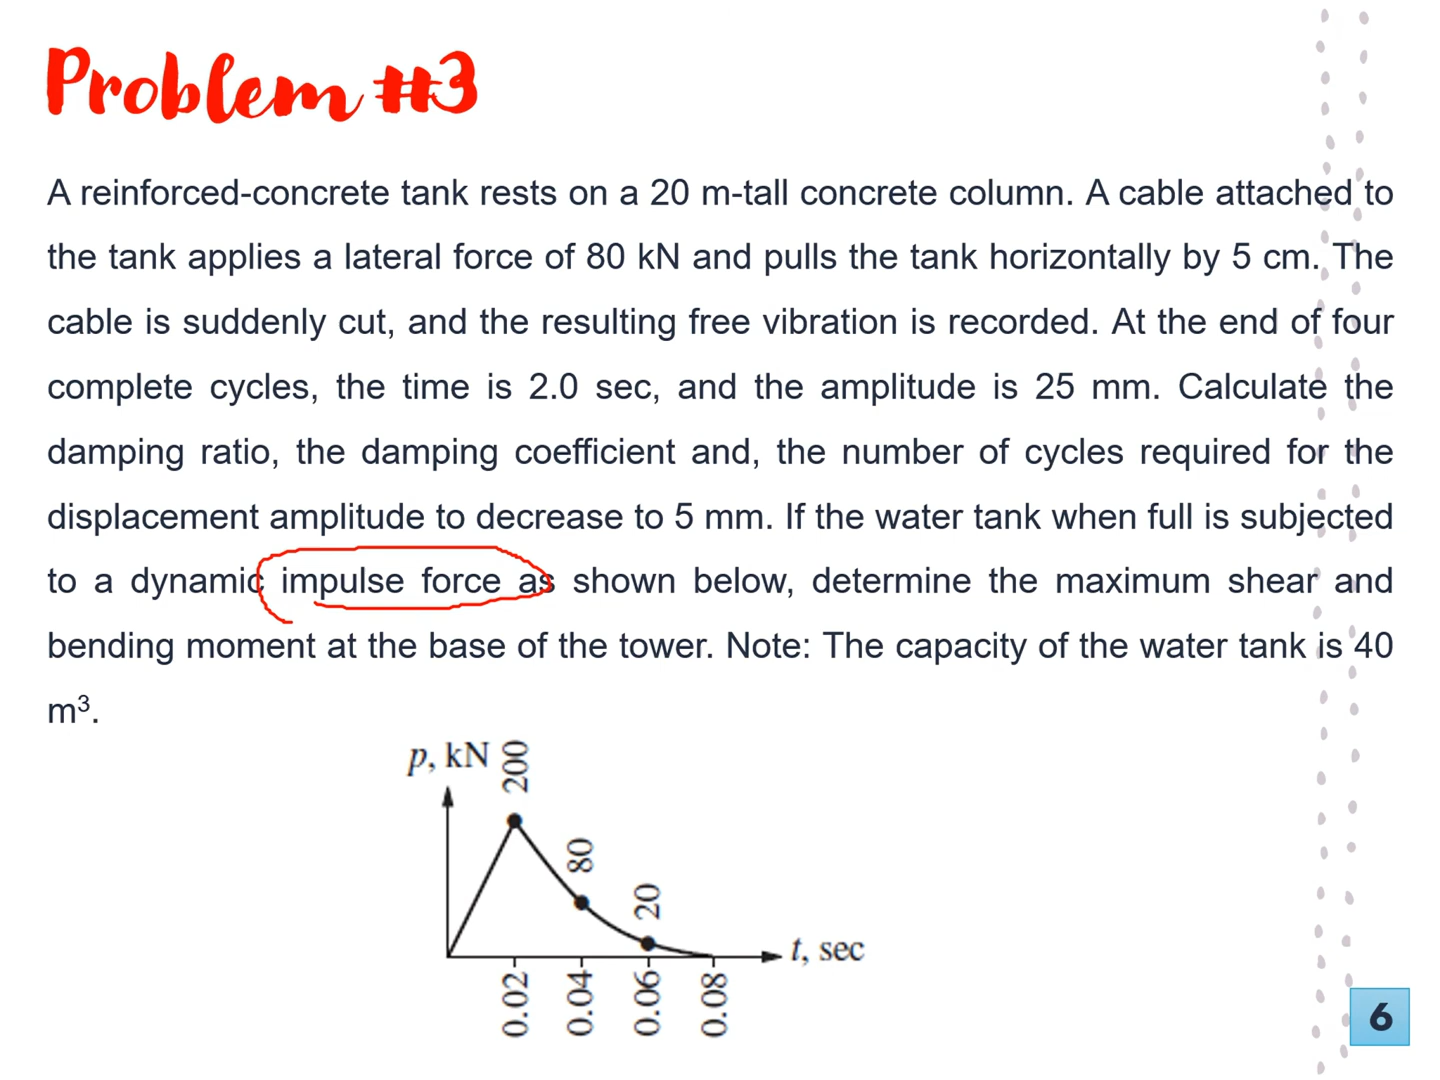 Problem #3
A reinforced-concrete tank rests on a 20 m-tall concrete column. A cable attached to
the tank applies a lateral force of 80 kN and pulls the tank horizontally by 5 cm. The
cable is suddenly cut, and the resulting free vibration is recorded. At the end of four
complete cycles, the time is 2.0 sec, and the amplitude is 25 mm. Calculate the
damping ratio, the damping coefficient and, the number of cycles required for the
displacement amplitude to decrease to 5 mm. If the water tank when full is subjected
to a dynamic impulse force as shown below, determine the maximum shear and
bending moment at the base of the tower. Note: The capacity of the water tank is 40
m³.
p, kN
200
80
20
t, sec
0.02 0.04 0.06 0.08
6